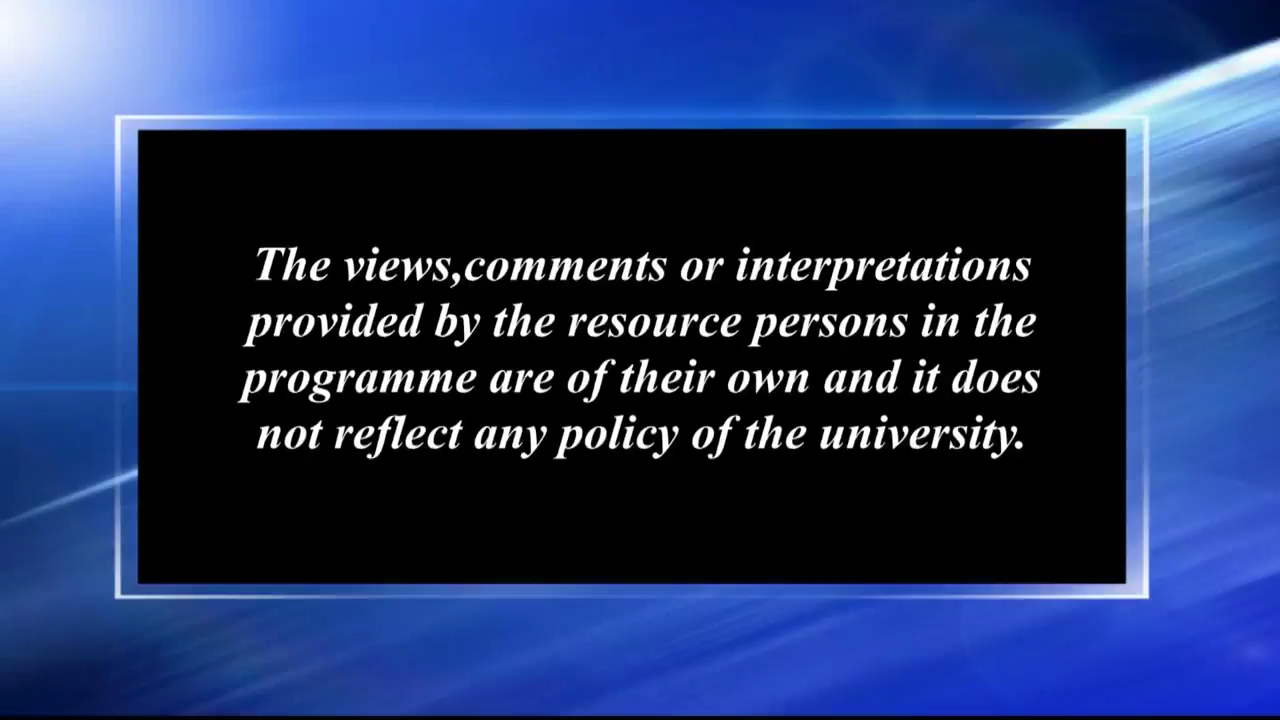 The views,comments or interpretations
provided by the resource persons in the
programme are of their own and it does
not reflect any policy of the university.